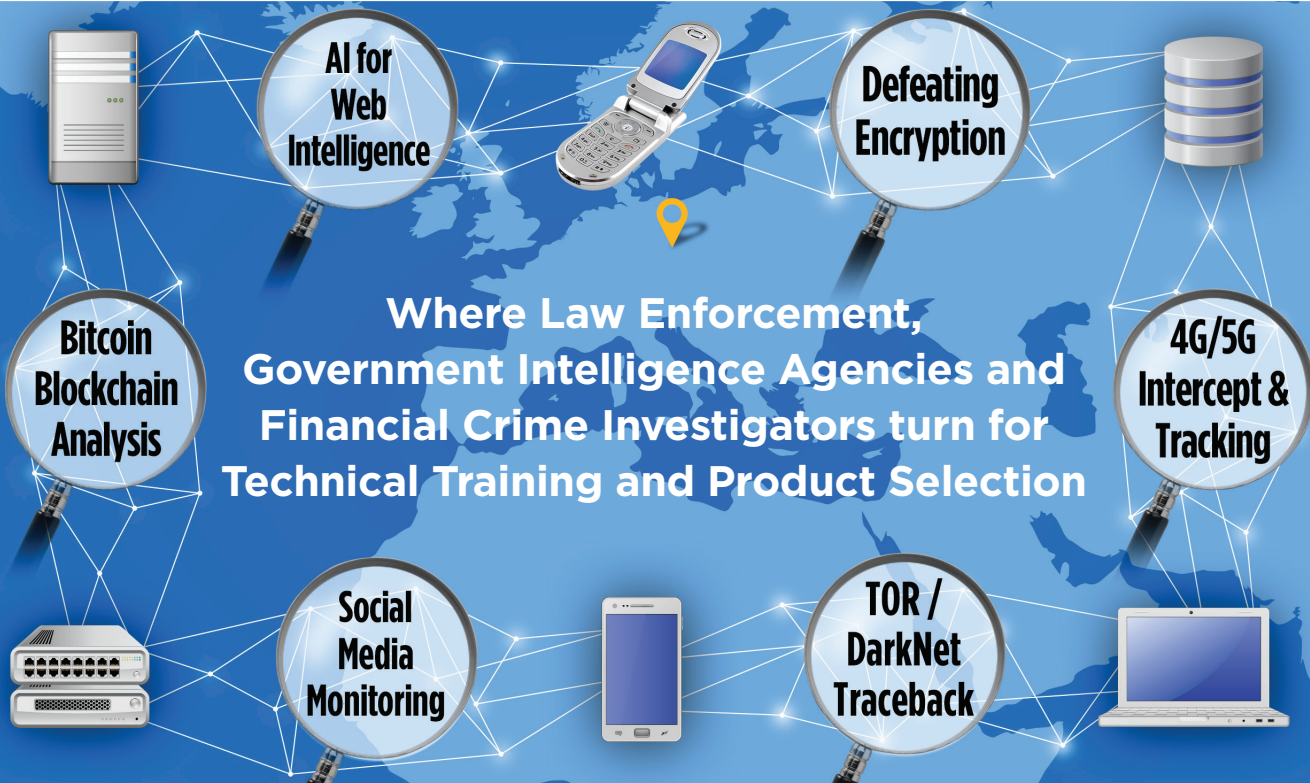 AI for
Web
Intelligence
Defeating
Encryption
Bitcoin
Blockchain
Analysis
Where Law Enforcement,
Government Intelligence Agencies and
Financial Crime Investigators turn for
Technical Training and Product Selection
4G/5G
Intercept &
Tracking
Social
Media
Monitoring
TOR /
DarkNet
Traceback